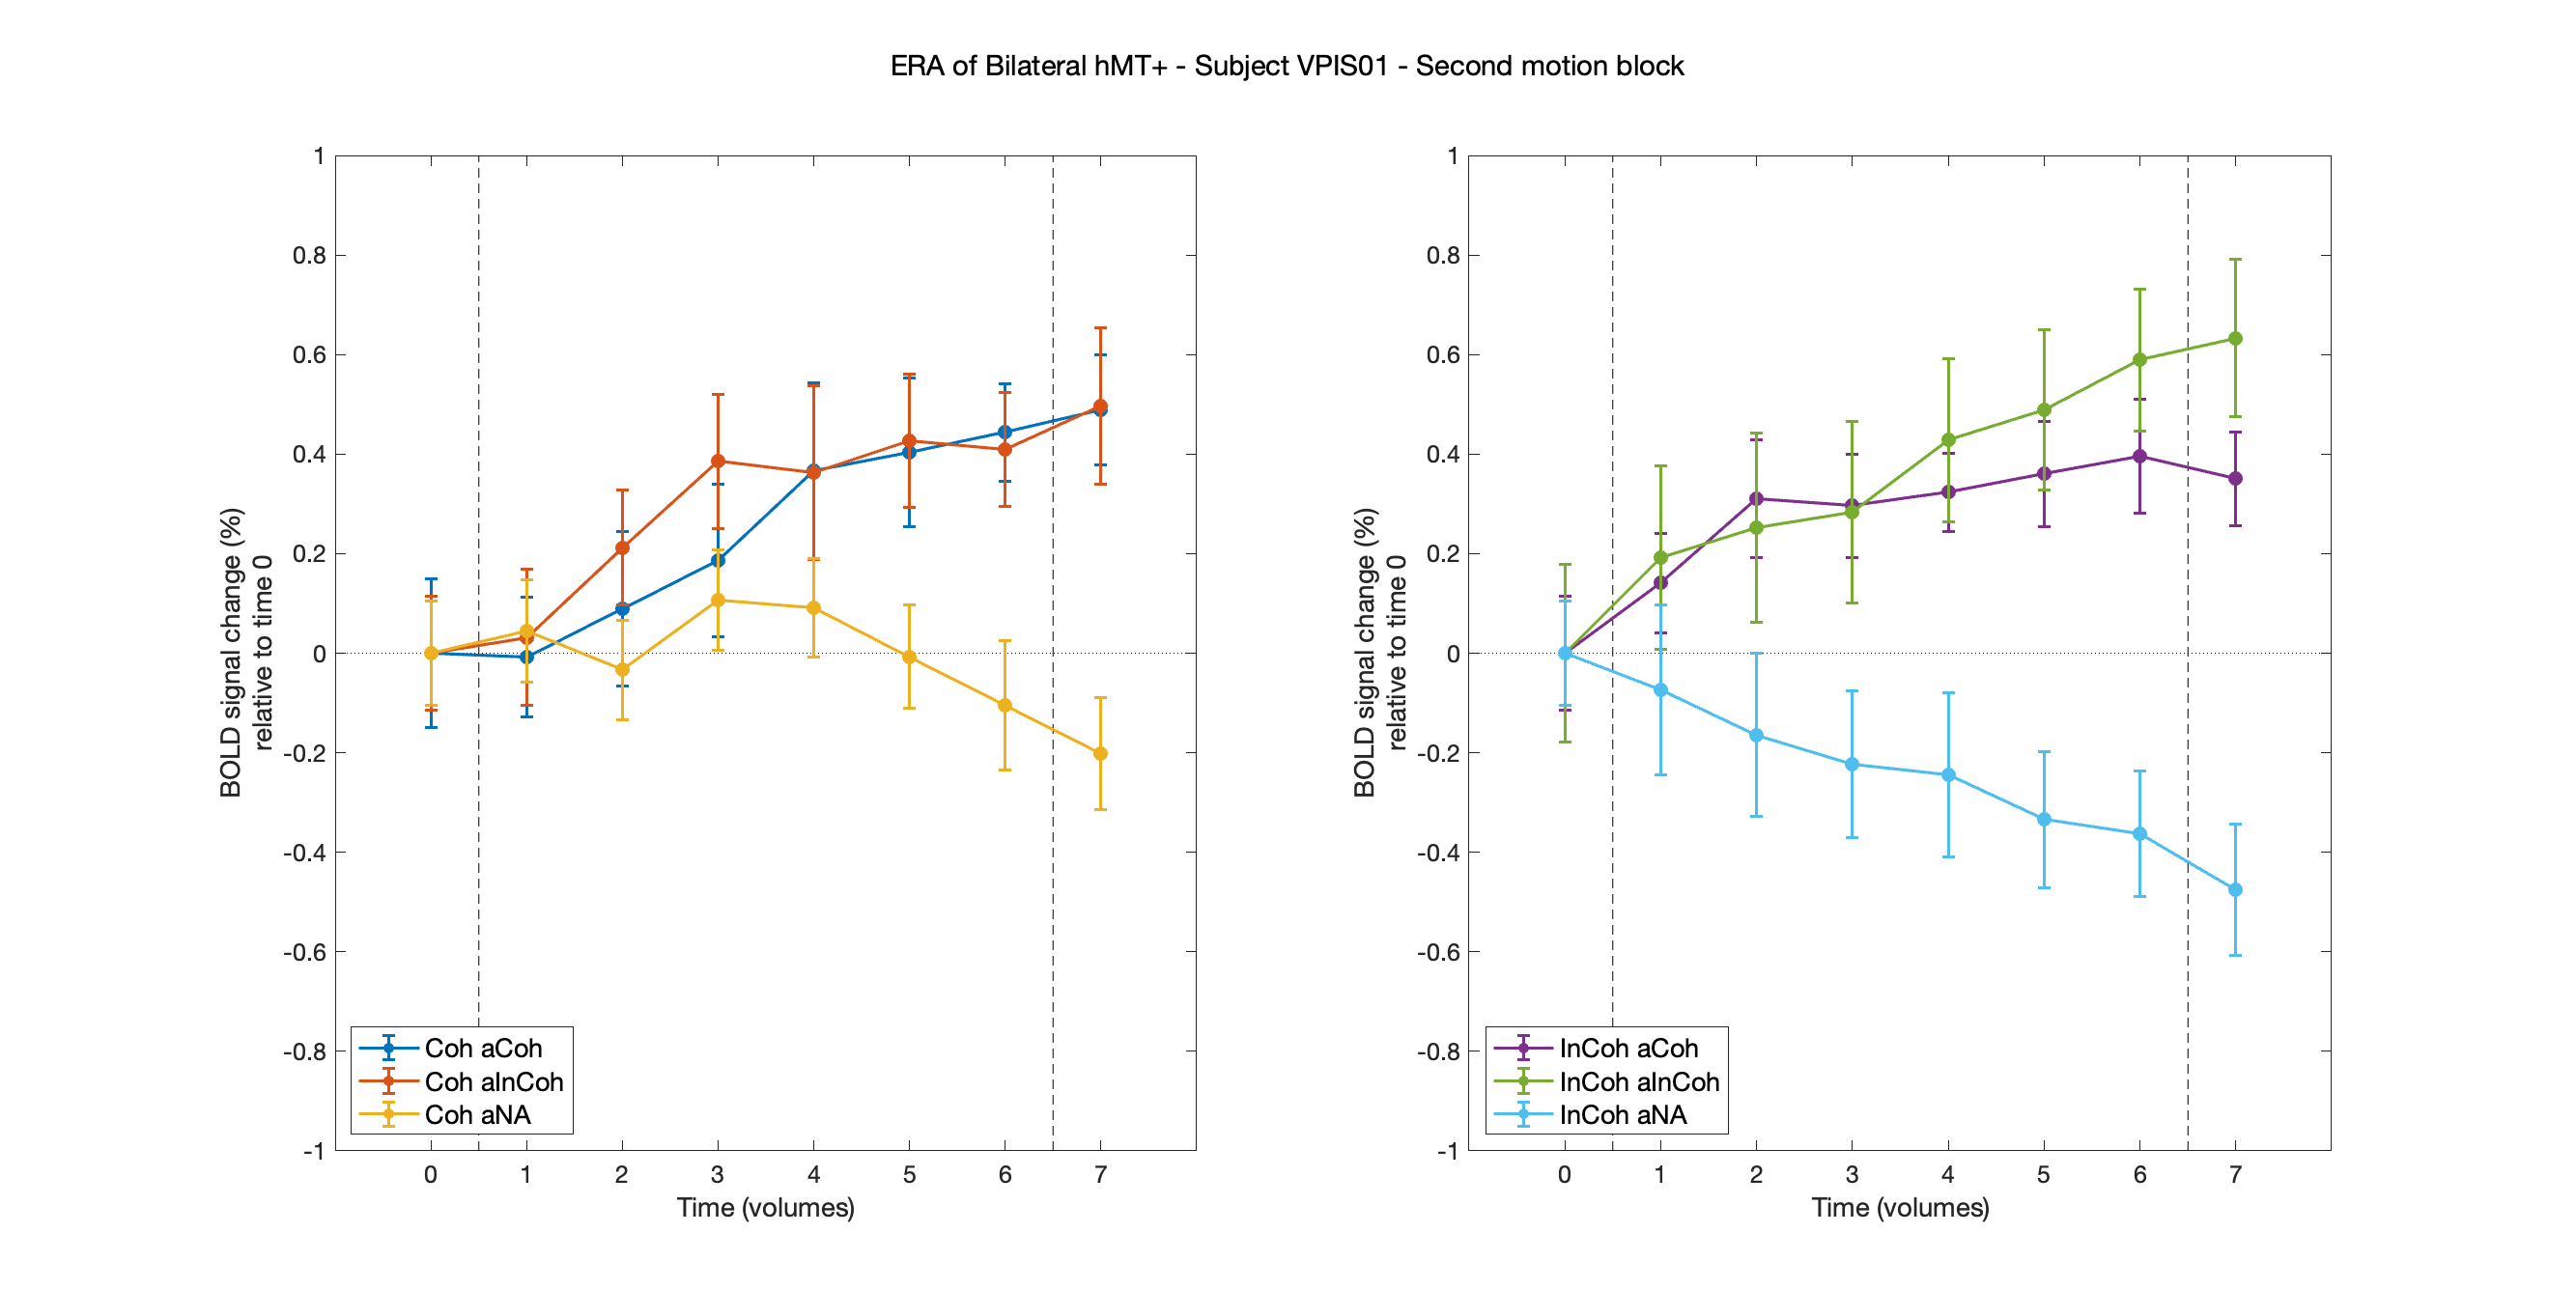 ERA of Bilateral hMT+ - Subject VPIS01 - Second motion block
BOLD signal change (%)
relative to time 0
1
0.8
0.6
0.4
0.2
0
-0.2
-0.4
-0.6
-0.8
-1
Coh aCoh
Coh aInCoh
Coh aNA
0 1 2 3 4 5 6 7
Time (volumes)
BOLD signal change (%)
relative to time 0
1
0.8
0.6
0.4
0.2
0
-0.2
-0.4
-0.6
-0.8
-1
InCoh aCoh
InCoh aInCoh
InCoh aNA
0 1 2 3 4 5 6 7
Time (volumes)